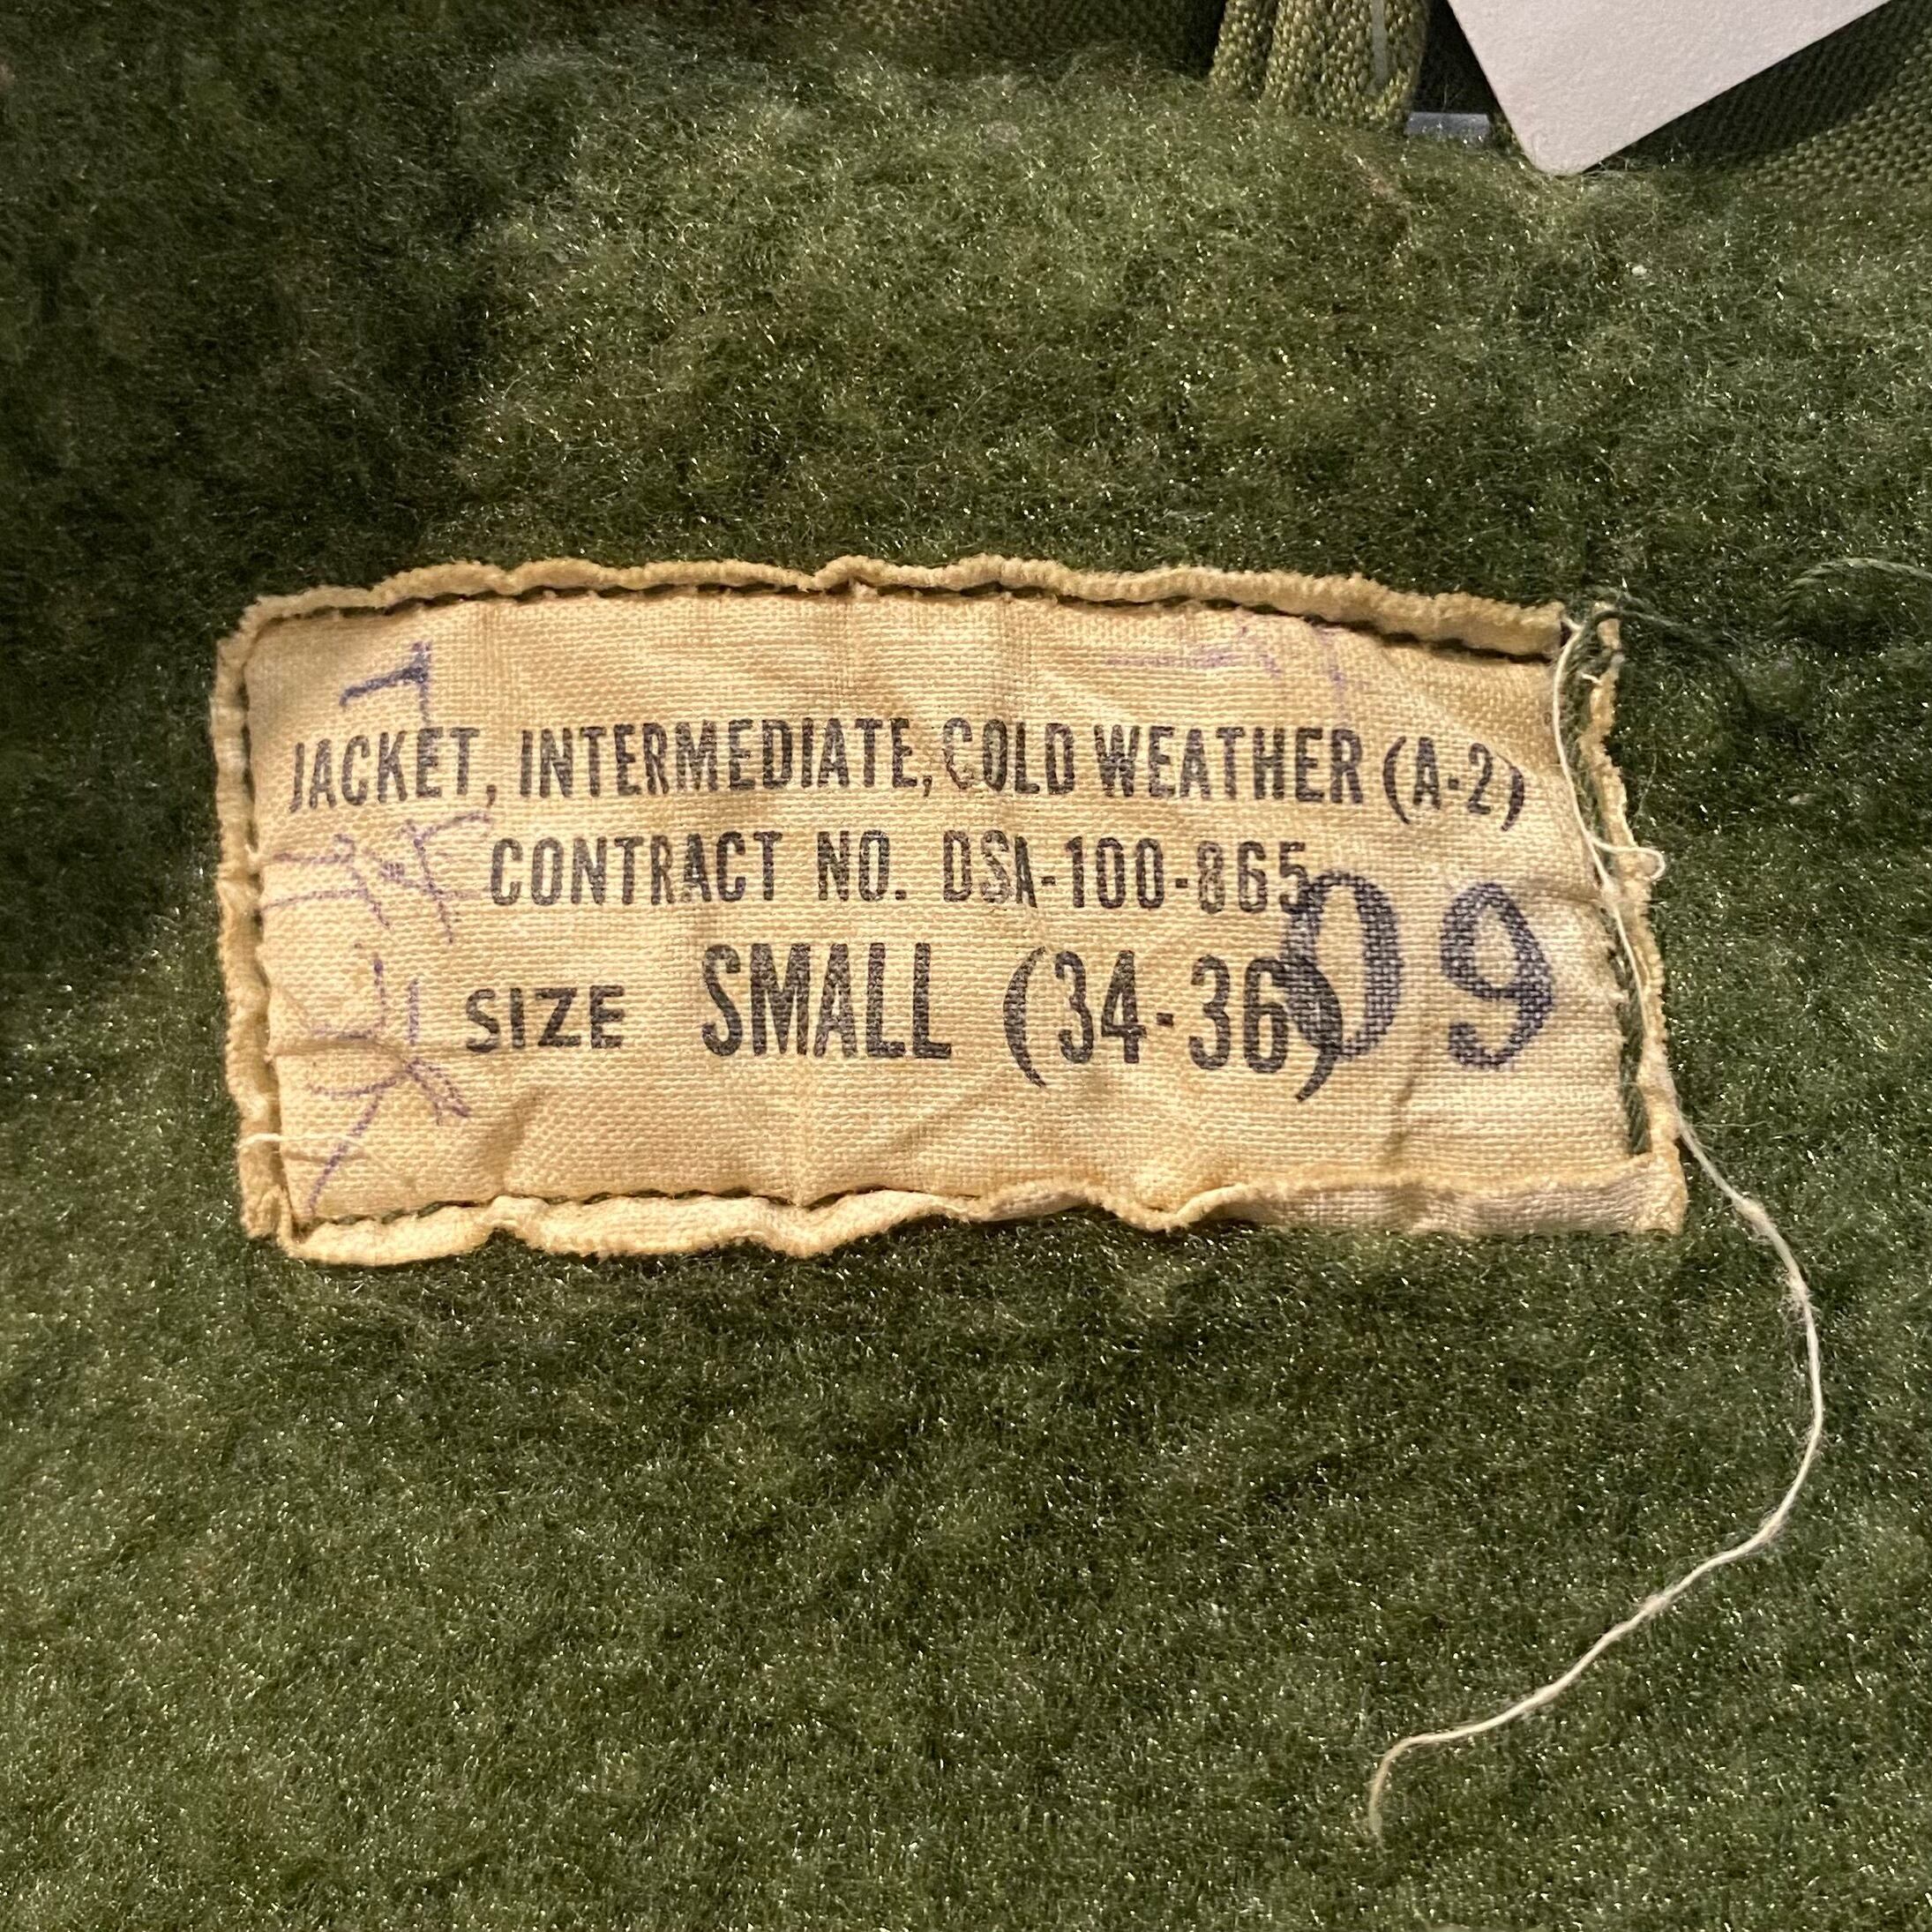 JACKET, INTERMEDIATE, COLD WEATHER (A-2)
CONTRACT NO. DSA-100-865
SIZE SMALL (34-36)
09